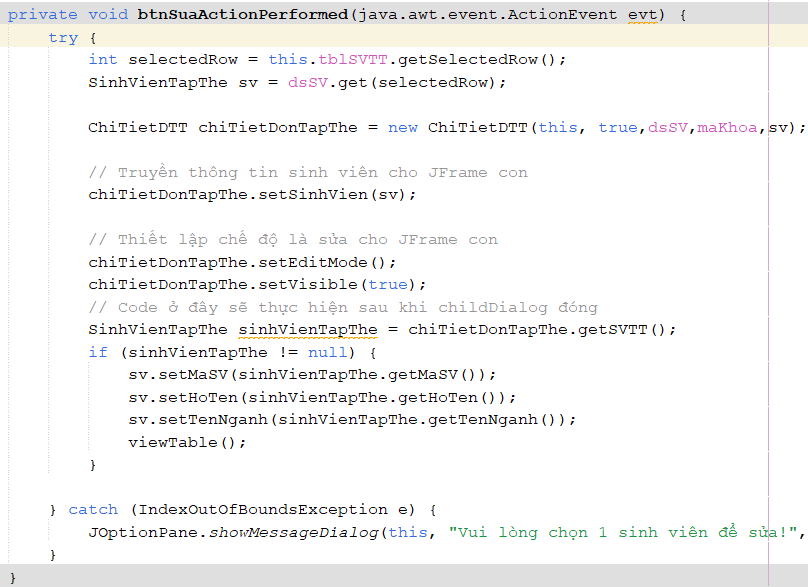 private void btnSuaActionPerformed(java.awt.event.ActionEvent evt) {
    try {
        int selectedRow = this.tblSVTT.getSelectedRow();
        SinhVienTapThe sv = dsSV.get(selectedRow);

        ChiTietDTT chiTietDonTapThe = new ChiTietDTT(this, true,dsSV,maKhoa,sv);

        // Truyền thông tin sinh viên cho JFrame con
        chiTietDonTapThe.setSinhVien(sv);

        // Thiết lập chế độ là sửa cho JFrame con
        chiTietDonTapThe.setEditMode();
        chiTietDonTapThe.setVisible(true);
        // Code ở đây sẽ thực hiện sau khi childDialog đóng
        SinhVienTapThe sinhVienTapThe = chiTietDonTapThe.getSVTT();
        if (sinhVienTapThe != null) {
            sv.setMaSV(sinhVienTapThe.getMaSV());
            sv.setHoTen(sinhVienTapThe.getHoTen());
            sv.setTenNganh(sinhVienTapThe.getTenNganh());
            viewTable();
        }

    } catch (IndexOutOfBoundsException e) {
        JOptionPane.showMessageDialog(this, "Vui lòng chọn 1 sinh viên để sửa!",
    }
}